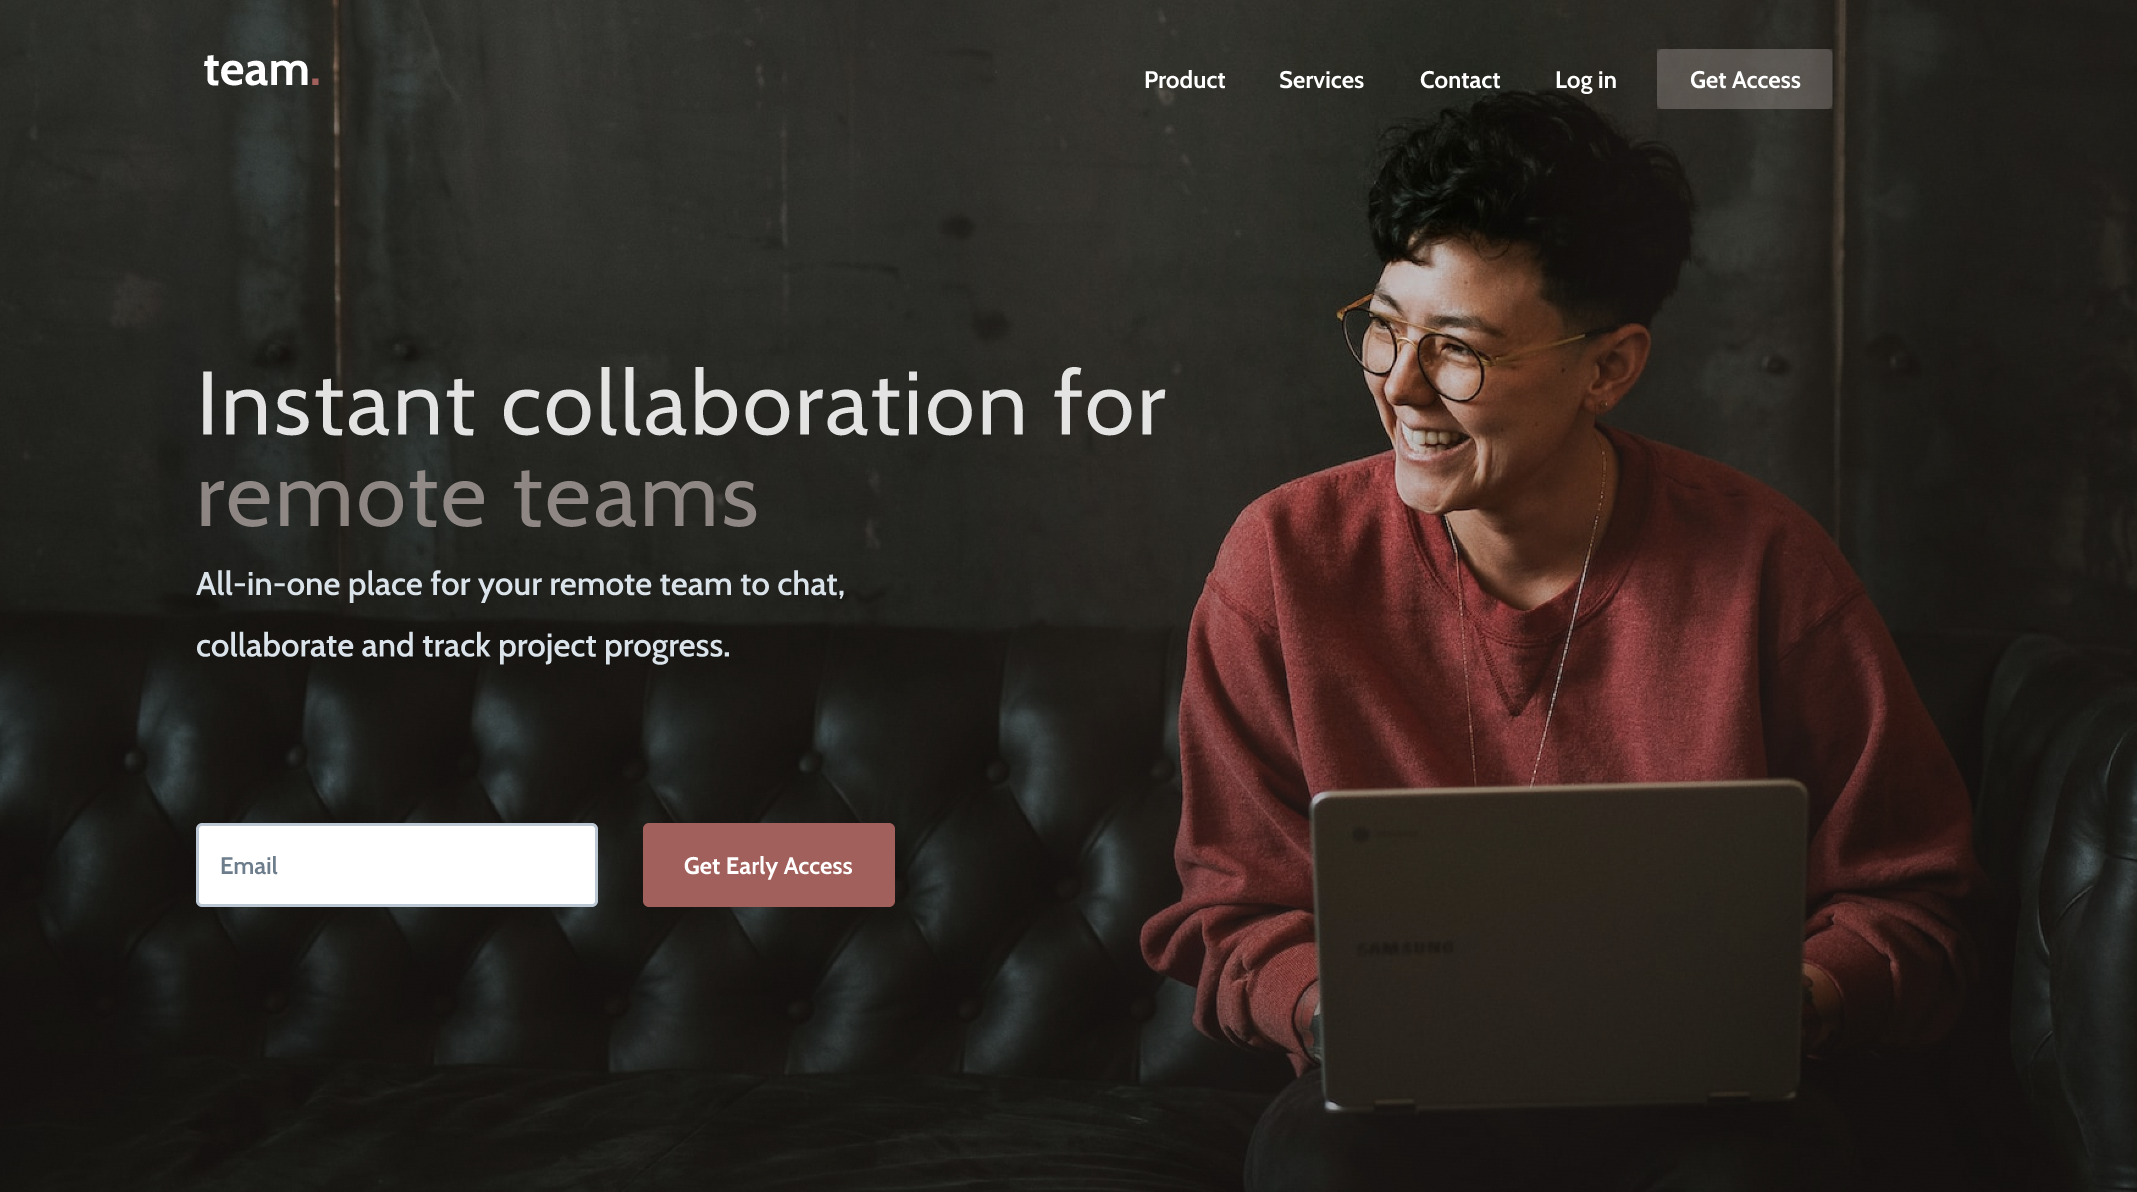 team.
Product Services Contact Log in Get Access
Instant collaboration for
remote teams
All-in-one place for your remote team to chat,
collaborate and track project progress.
Email
Get Early Access
SAMSUNG